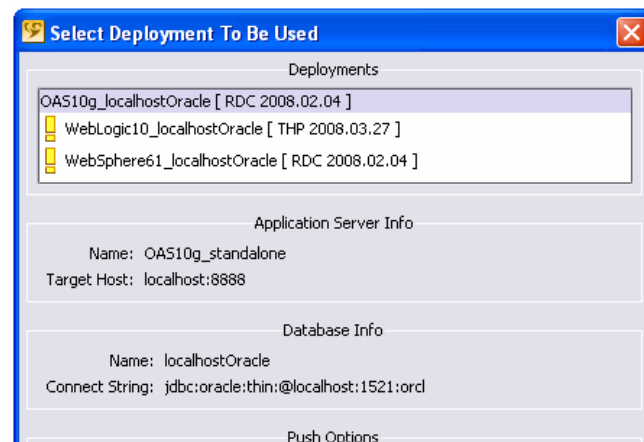 Select Deployment To Be Used
Deployments
OAS10g_localhostOracle [ RDC 2008.02.04 ]
WebLogic10_localhostOracle [ THP 2008.03.27 ]
WebSphere61_localhostOracle [ RDC 2008.02.04 ]
Application Server Info
Name: OAS10g_standalone
Target Host: localhost:8888
Database Info
Name: localhostOracle
Connect String: jdbc:oracle:thin:@localhost:1521:orcl
Push Options